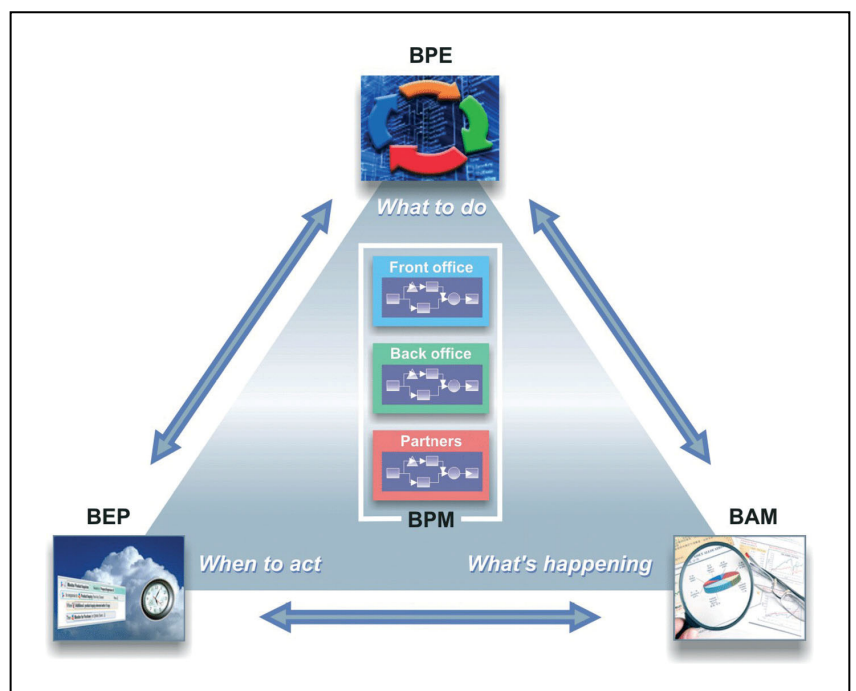 BPE
What to do
Front office
Back office
Partners
BPM
BEP
When to act
What's happening
BAM